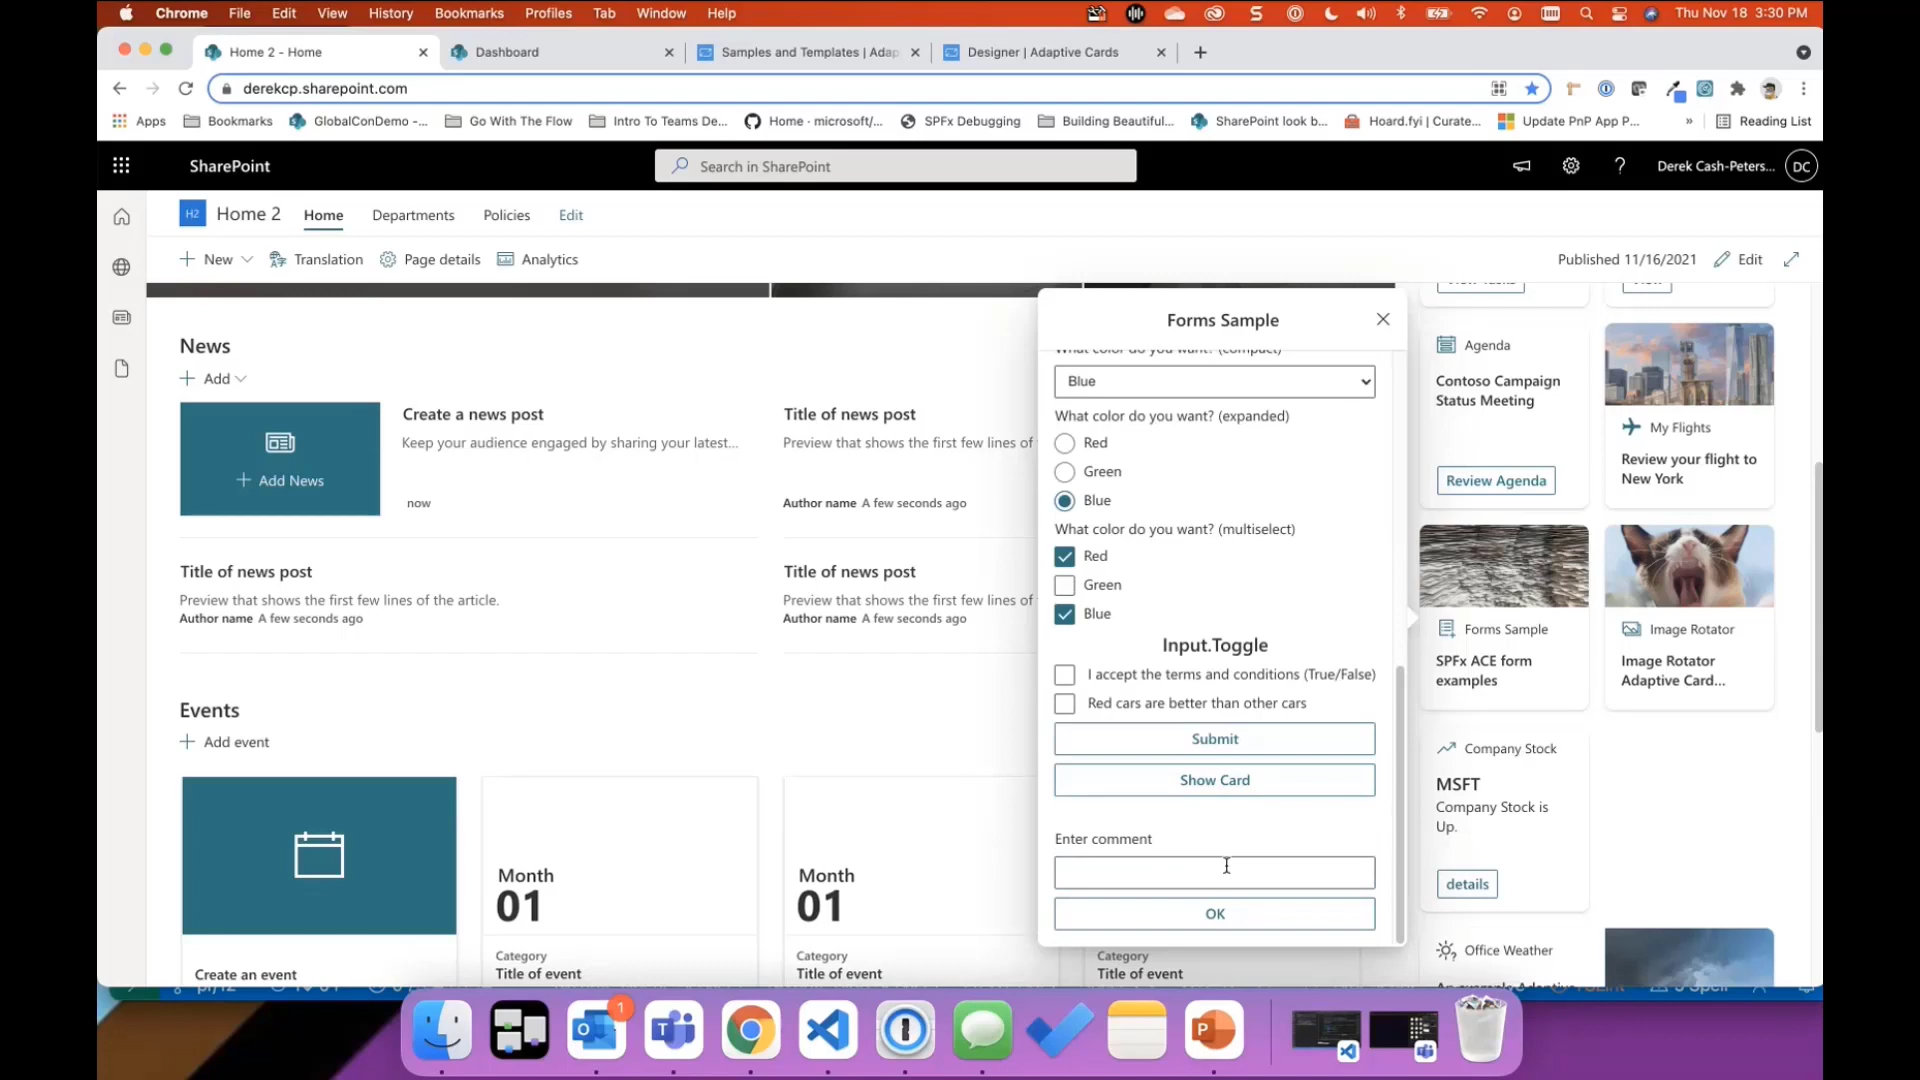 Chrome File Edit View History Bookmarks Profiles Tab Window Help Thu Nov 18 3:30 PM
Home 2 - Home Dashboard Samples and Templates | Adap Designer | Adaptive Cards
derekcp.sharepoint.com
Apps Bookmarks GlobalConDemo -... Go With The Flow Intro To Teams De... Home · microsoft/... SPFx Debugging Building Beautiful... SharePoint look b... Hoard.fyi | Curate... Update PnP App P... » Reading List
SharePoint Search in SharePoint ? Derek Cash-Peters... DC
H2 Home 2 Home Departments Policies Edit
New Translation Page details Analytics Published 11/16/2021 Edit
News
Add
Add News
Create a news post
Keep your audience engaged by sharing your latest...
now
Title of news post
Preview that shows the first few lines of
Author name A few seconds ago
Title of news post
Preview that shows the first few lines of the article.
Author name A few seconds ago
Title of news post
Preview that shows the first few lines of
Author name A few seconds ago
Events
Add event
Create an event
Month
01
Category
Title of event
Month
01
Category
Title of event
Category
Title of event
Forms Sample
What color do you want? (compact)
Blue
What color do you want? (expanded)
Red
Green
Blue
What color do you want? (multiselect)
Red
Green
Blue
Input.Toggle
I accept the terms and conditions (True/False)
Red cars are better than other cars
Submit
Show Card
Enter comment
OK
View Tasks
View
Agenda
Contoso Campaign
Status Meeting
Review Agenda
My Flights
Review your flight to
New York
Forms Sample
SPFx ACE form
examples
Image Rotator
Image Rotator
Adaptive Card...
Company Stock
MSFT
Company Stock is
Up.
details
Office Weather
An example Adaptive
1